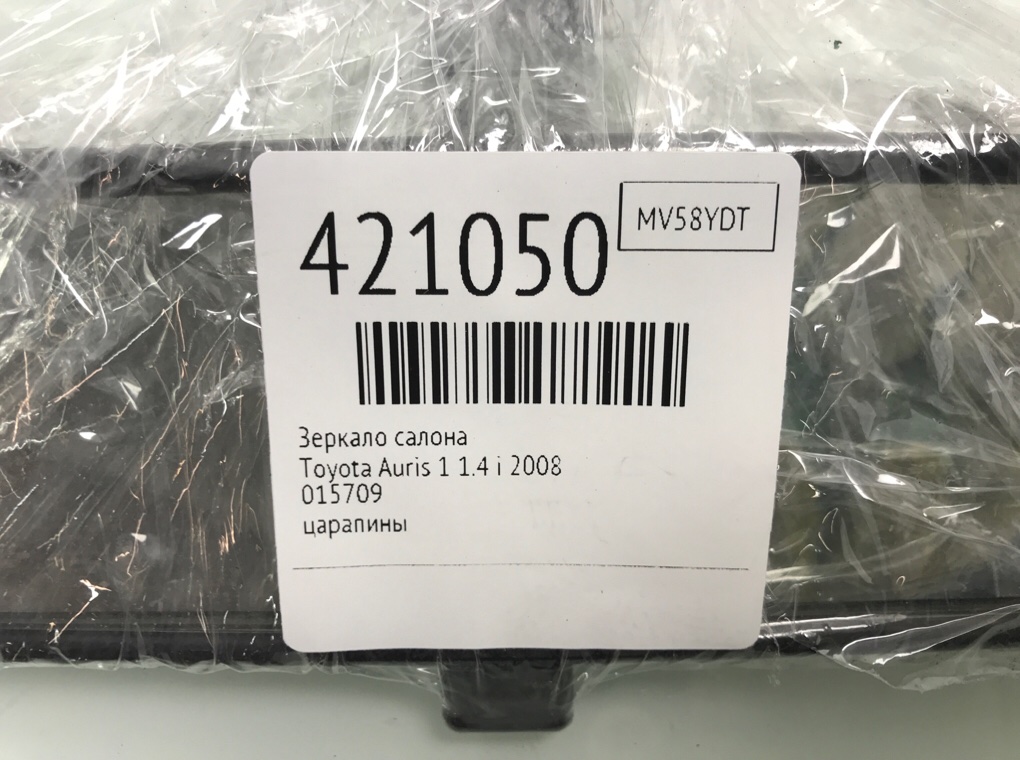 421050
MV58YDT
Зеркало салона
Toyota Auris 1 1.4 i 2008
015709
царапины